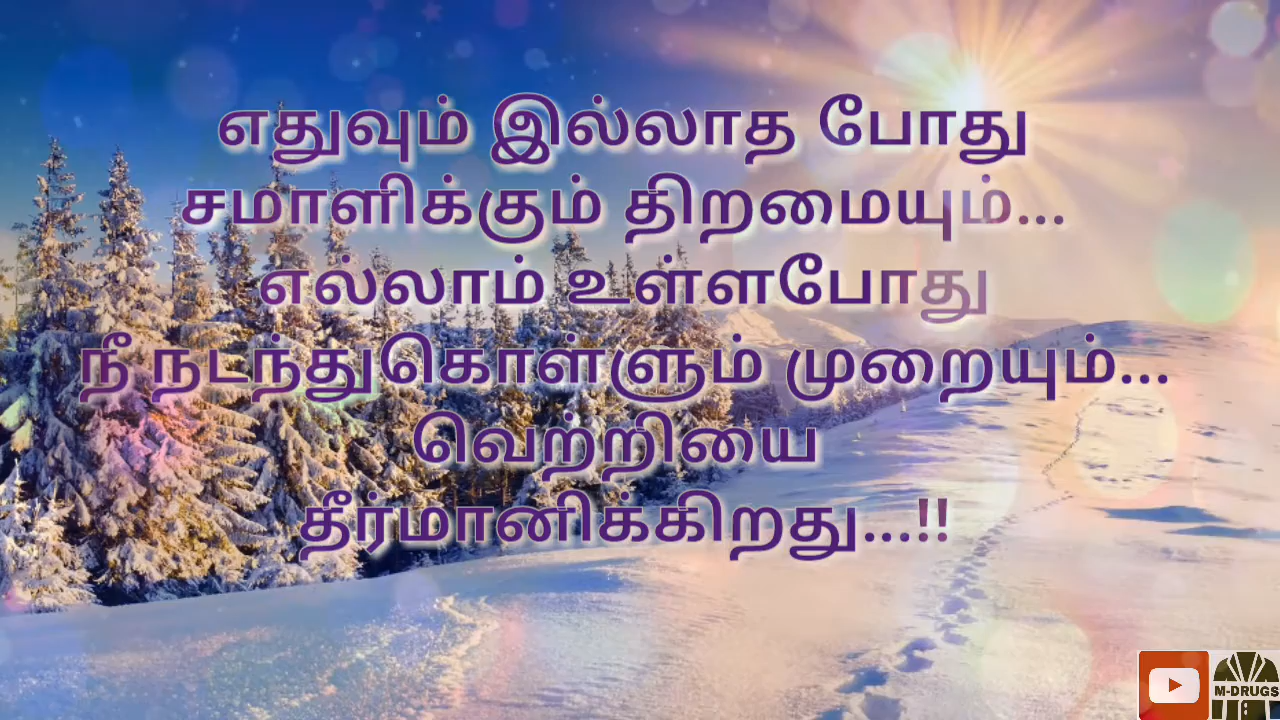 எதுவும் இல்லாத போது
சமாளிக்கும் திறமையும்...
எல்லாம் உள்ளபோது
நீ நடந்துகொள்ளும் முறையும்...
வெற்றியை
தீர்மானிக்கிறது...!!
M-DRUGS